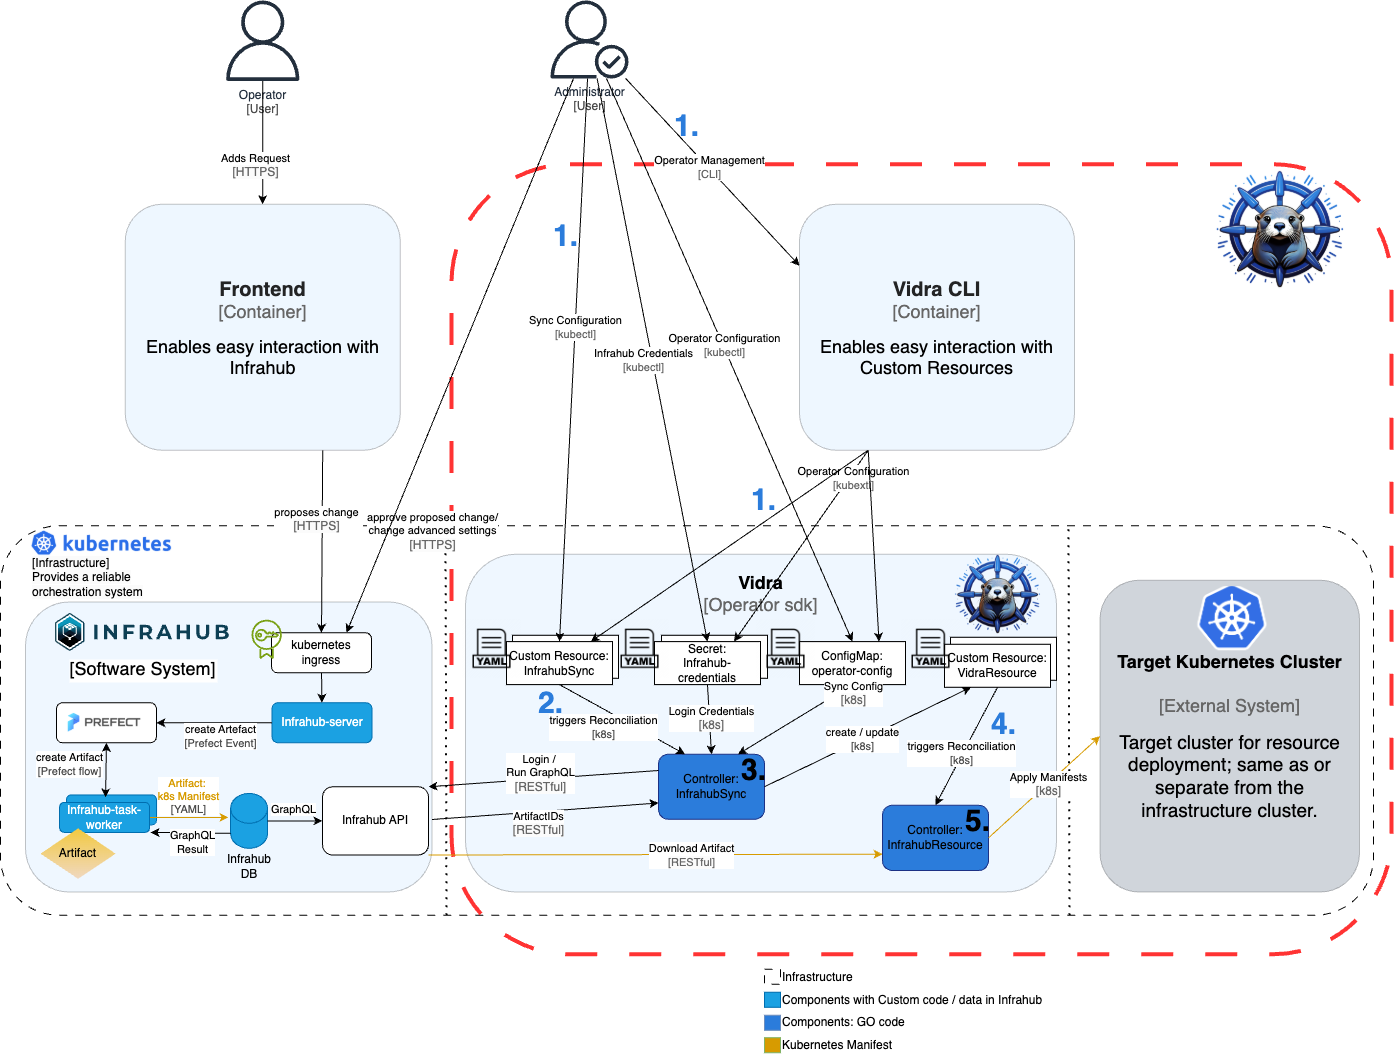 Operator
[User]
Administrator
[User]
1.
Adds Request
[HTTPS]
Operator Management
[CLI]
1.
Frontend
[Container]
Enables easy interaction with
Infrahub
Vidra CLI
[Container]
Enables easy interaction with
Custom Resources
Sync Configuration
[kubectl]
Infrahub Credentials
[kubectl]
Operator Configuration
[kubectl]
Operator Configuration
[kubextl]
1.
proposes change
[HTTPS]
approve proposed change/
change advanced settings
[HTTPS]
kubernetes
[Infrastructure]
Provides a reliable
orchestration system
INFRAHUB
[Software System]
kubernetes
ingress
PREFECT
create Artefact
[Prefect Event]
Infrahub-server
create Artifact
[Prefect flow]
Artifact:
k8s Manifest
[YAML]
Infrahub-task-
worker
GraphQL
Result
Artifact
Infrahub
DB
GraphQL
Infrahub API
Vidra
[Operator sdk]
YAML
Custom Resource:
InfrahubSync
YAML
Secret:
Infrahub-
credentials
YAML
ConfigMap:
operator-config
YAML
Custom Resource:
VidraResource
2.
triggers Reconciliation
[k8s]
Login Credentials
[k8s]
Sync Config
[k8s]
create / update
[k8s]
4.
triggers Reconciliation
[k8s]
Login /
Run GraphQL
[RESTful]
ArtifactIDs
[RESTful]
3.
Controller:
InfrahubSync
5.
Controller:
InfrahubResource
Download Artifact
[RESTful]
Apply Manifests
[k8s]
Target Kubernetes Cluster
[External System]
Target cluster for resource
deployment; same as or
separate from the
infrastructure cluster.
Infrastructure
Components with Custom code / data in Infrahub
Components: GO code
Kubernetes Manifest